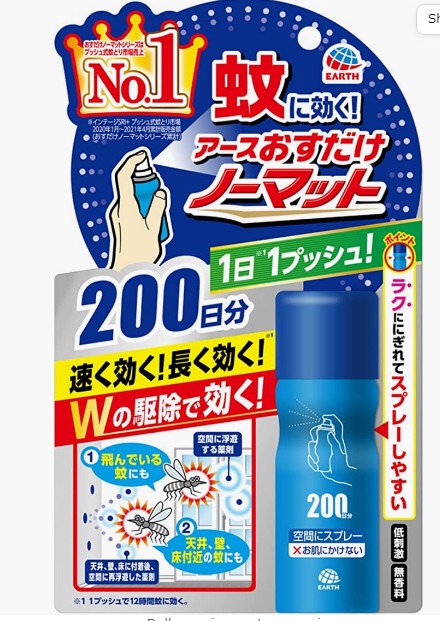 Sh
おすだけノーマットシリーズは
プッシュ式蚊とり市場売上
No.1
※インテージSRI+ プッシュ式蚊とり市場
2020年1月〜2021年4月累計販売金額
(おすだけノーマットシリーズ累計)
EARTH
蚊に効く!
アースおすだけ
ノーマット
1日※1 1プッシュ!
200日分
速く効く!長く効く!※1
Wの駆除で効く!
ポイント
ラクににぎれてスプレーしやすい
空間に浮遊
する薬剤
1 飛んでいる
蚊にも
2 天井、壁、
床付近の蚊にも
天井、壁、床に付着後、
空間に再浮遊した薬剤
※1 1プッシュで12時間蚊に効く。
200日分
空間にスプレー
×お肌にかけない
EARTH
低刺激
無香料